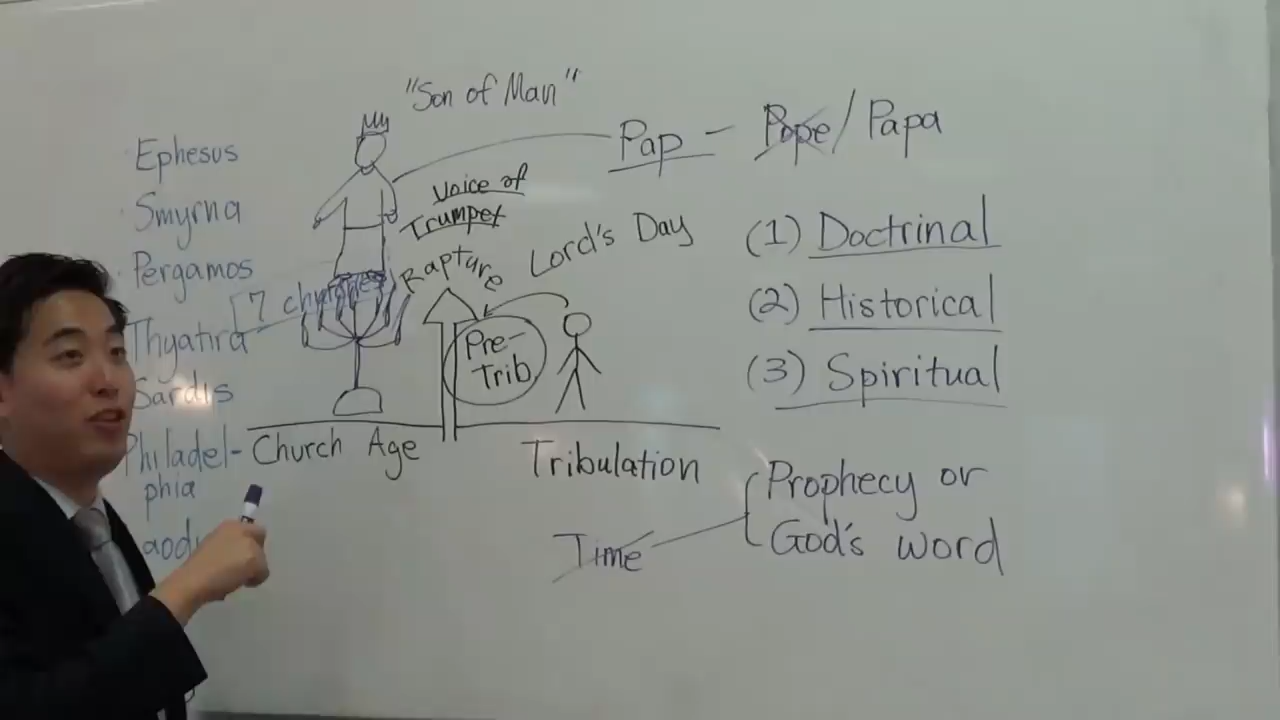 "Son of Man"
Pap - Pope / Papa
Ephesus
Smyrna
Pergamos
Thyatira
Sardis
Philadel-
phia
Laod
7 churches
Voice of
Trumpet
Rapture
Lord's Day
Pre-
Trib
Church Age
Tribulation
(1) Doctrinal
(2) Historical
(3) Spiritual
Time
Prophecy or
God's word